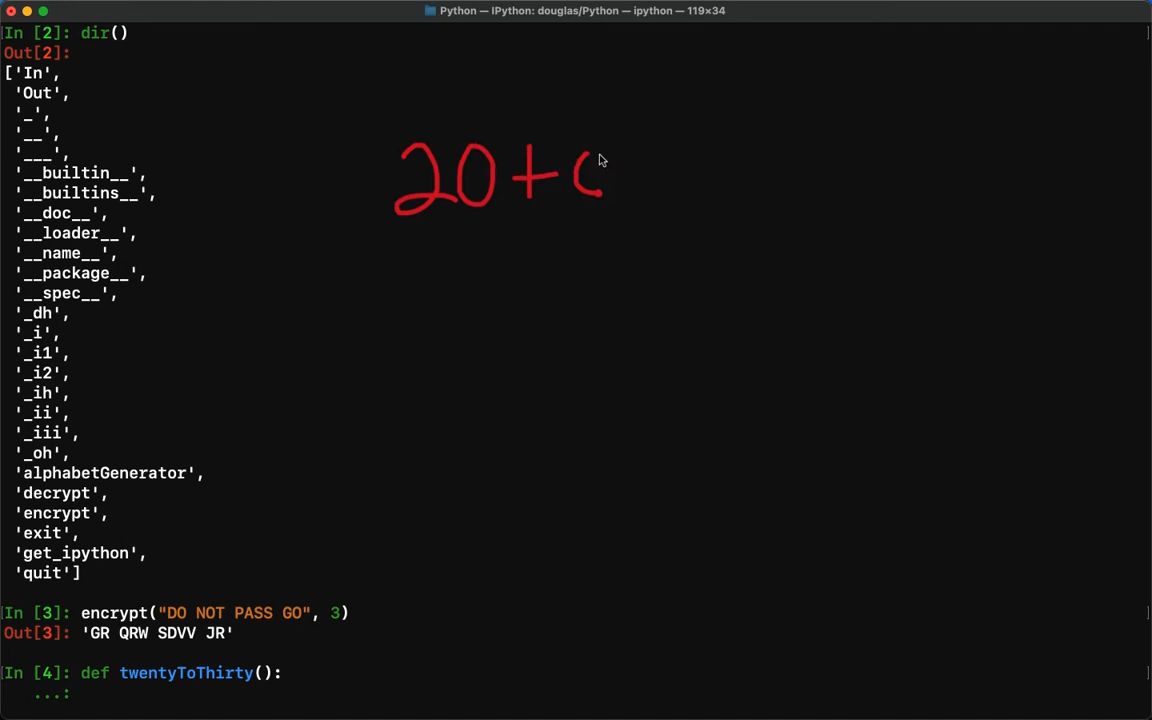 Python — IPython: douglas/Python — ipython — 119×34
In [2]: dir()
Out[2]:
['In',
 'Out',
 '_',
 '__',
 '___',
 '__builtin__',
 '__builtins__',
 '__doc__',
 '__loader__',
 '__name__',
 '__package__',
 '__spec__',
 '_dh',
 '_i',
 '_i1',
 '_i2',
 '_ih',
 '_ii',
 '_iii',
 '_oh',
 'alphabetGenerator',
 'decrypt',
 'encrypt',
 'exit',
 'get_ipython',
 'quit']
20+
In [3]: encrypt("DO NOT PASS GO", 3)
Out[3]: 'GR QRW SDVV JR'
In [4]: def twentyToThirty():
   ...: